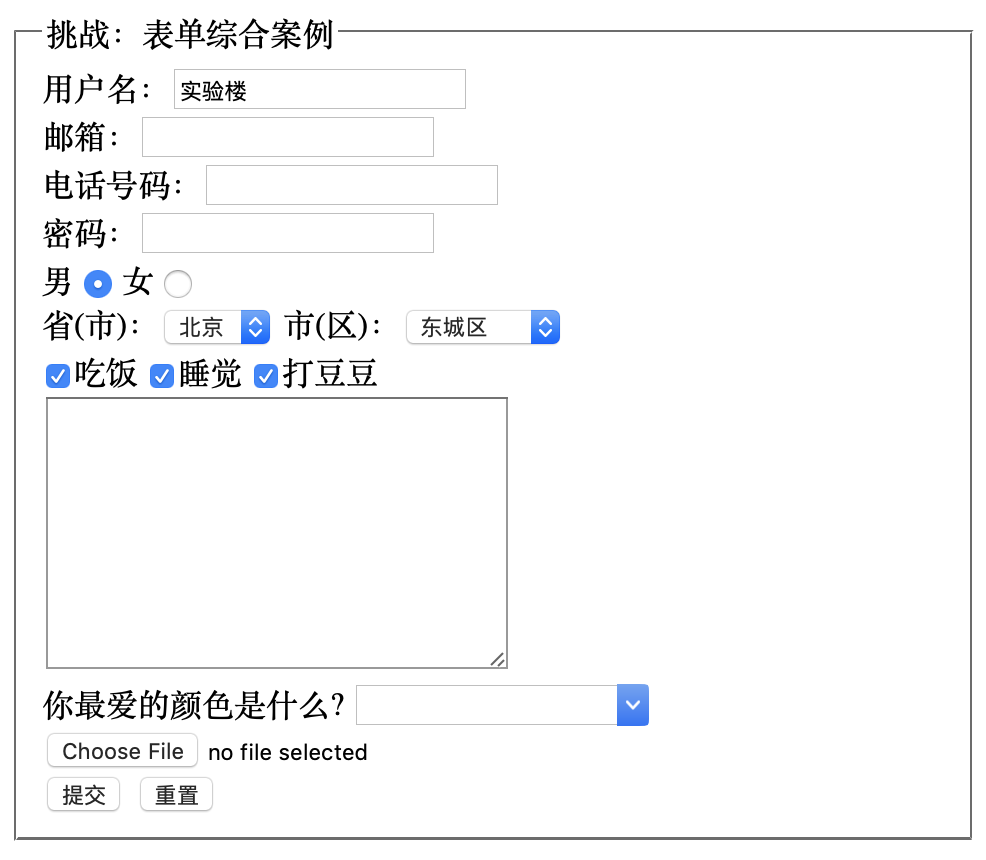 挑战：表单综合案例
用户名： 实验楼
邮箱：
电话号码：
密码：
男 女
省(市)： 北京 市(区)： 东城区
吃饭 睡觉 打豆豆
你最爱的颜色是什么?
Choose File no file selected
提交 重置